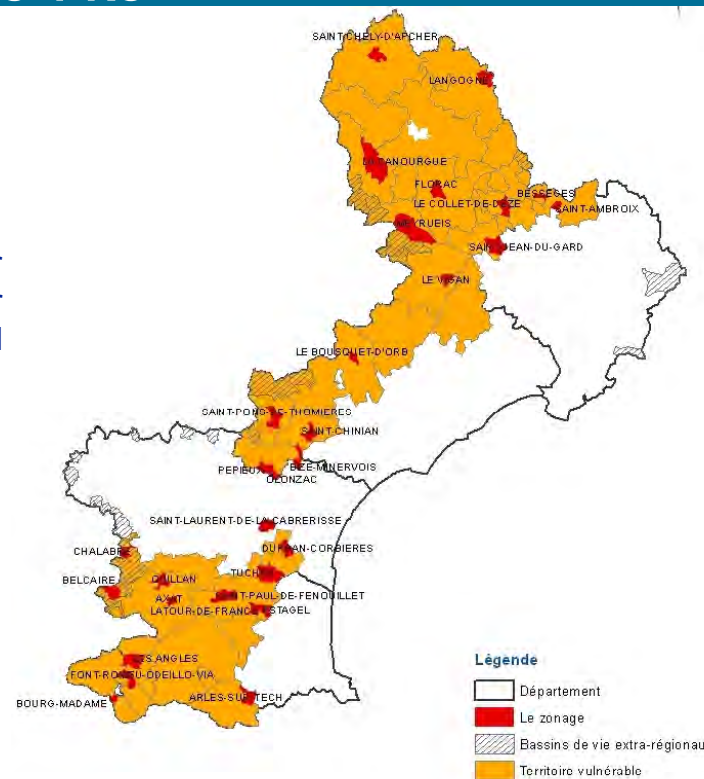 SAINT-CHELY-D'APCHER
LANGOGNE
FLORAC
LE COLLET-DE-DEZE
BESSEGES
SAINT-AMBROIX
MEYRUEIS
SAINT-JEAN-DU-GARD
LE VIGAN
LE BOUSQUET-D'ORB
SAINT-PONS-DE-THOMIERES
SAINT-CHINIAN
PEPIEUX
BIZE-MINERVOIS
OLONZAC
SAINT-LAURENT-DE-LA-CABRERISSE
CHALABRE
DURBAN-CORBIERES
TUCHAN
BELCAIRE
QUILLAN
AXAT
SAINT-PAUL-DE-FENOUILLET
LATOUR-DE-FRANCE
ESTAGEL
LES ANGLES
FONT-ROMEU-ODEILLO-VIA
BOURG-MADAME
ARLES-SUR-TECH
Légende
Département
Le zonage
Bassins de vie extra-régionau
Territoire vulnérable